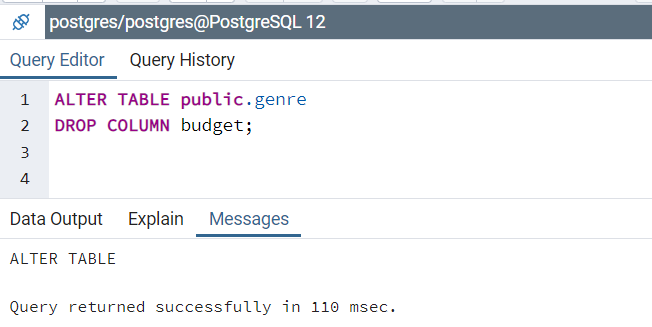 postgres/postgres@PostgreSQL 12
Query Editor Query History
1 ALTER TABLE public.genre
2 DROP COLUMN budget;
3
4
Data Output Explain Messages
ALTER TABLE
Query returned successfully in 110 msec.